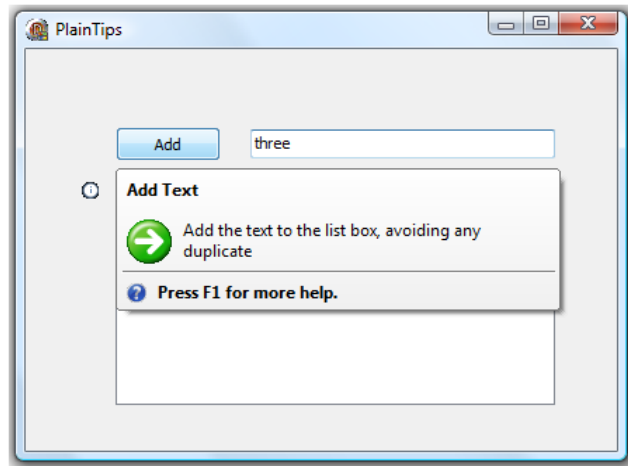 PlainTips
Add
three
Add Text
Add the text to the list box, avoiding any
duplicate
Press F1 for more help.